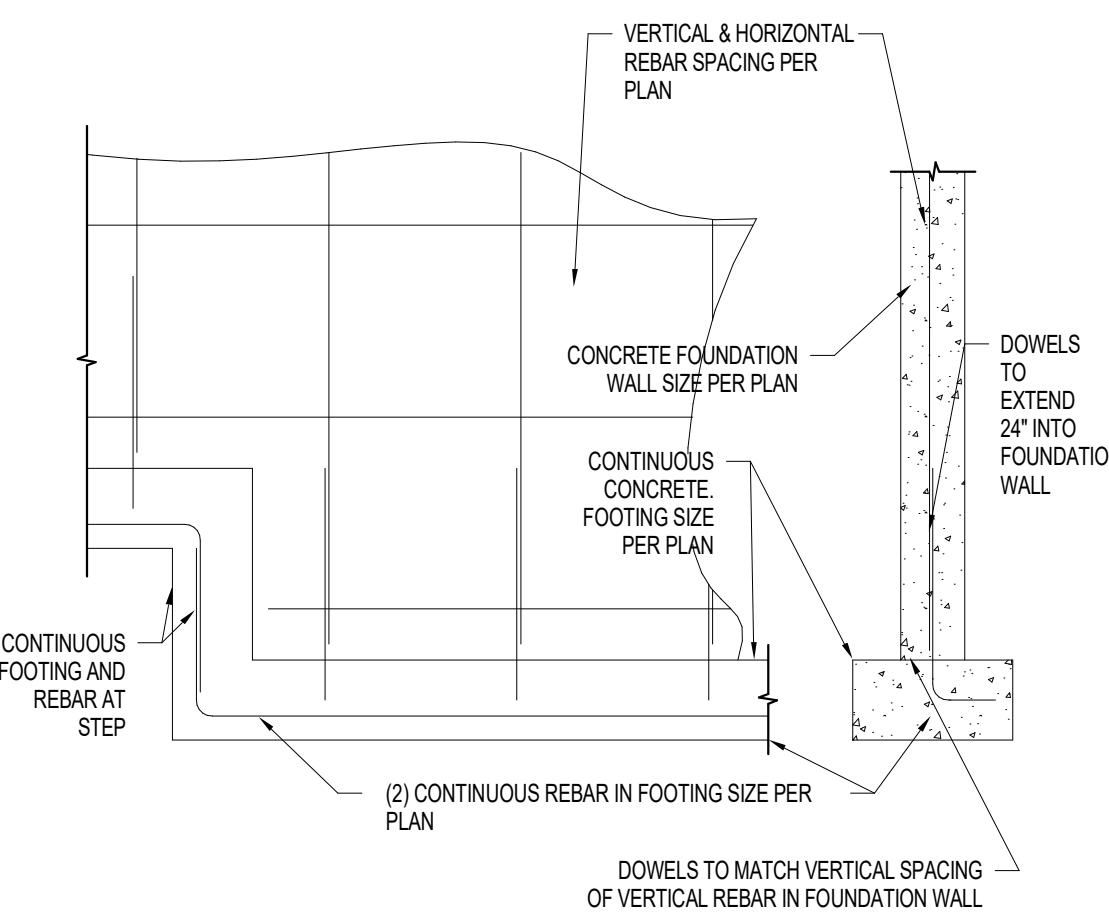 VERTICAL & HORIZONTAL
REBAR SPACING PER
PLAN
CONCRETE FOUNDATION
WALL SIZE PER PLAN
DOWELS
TO
EXTEND
24" INTO
FOUNDATIO
WALL
CONTINUOUS
CONCRETE.
FOOTING SIZE
PER PLAN
CONTINUOUS
FOOTING AND
REBAR AT
STEP
(2) CONTINUOUS REBAR IN FOOTING SIZE PER
PLAN
DOWELS TO MATCH VERTICAL SPACING
OF VERTICAL REBAR IN FOUNDATION WALL